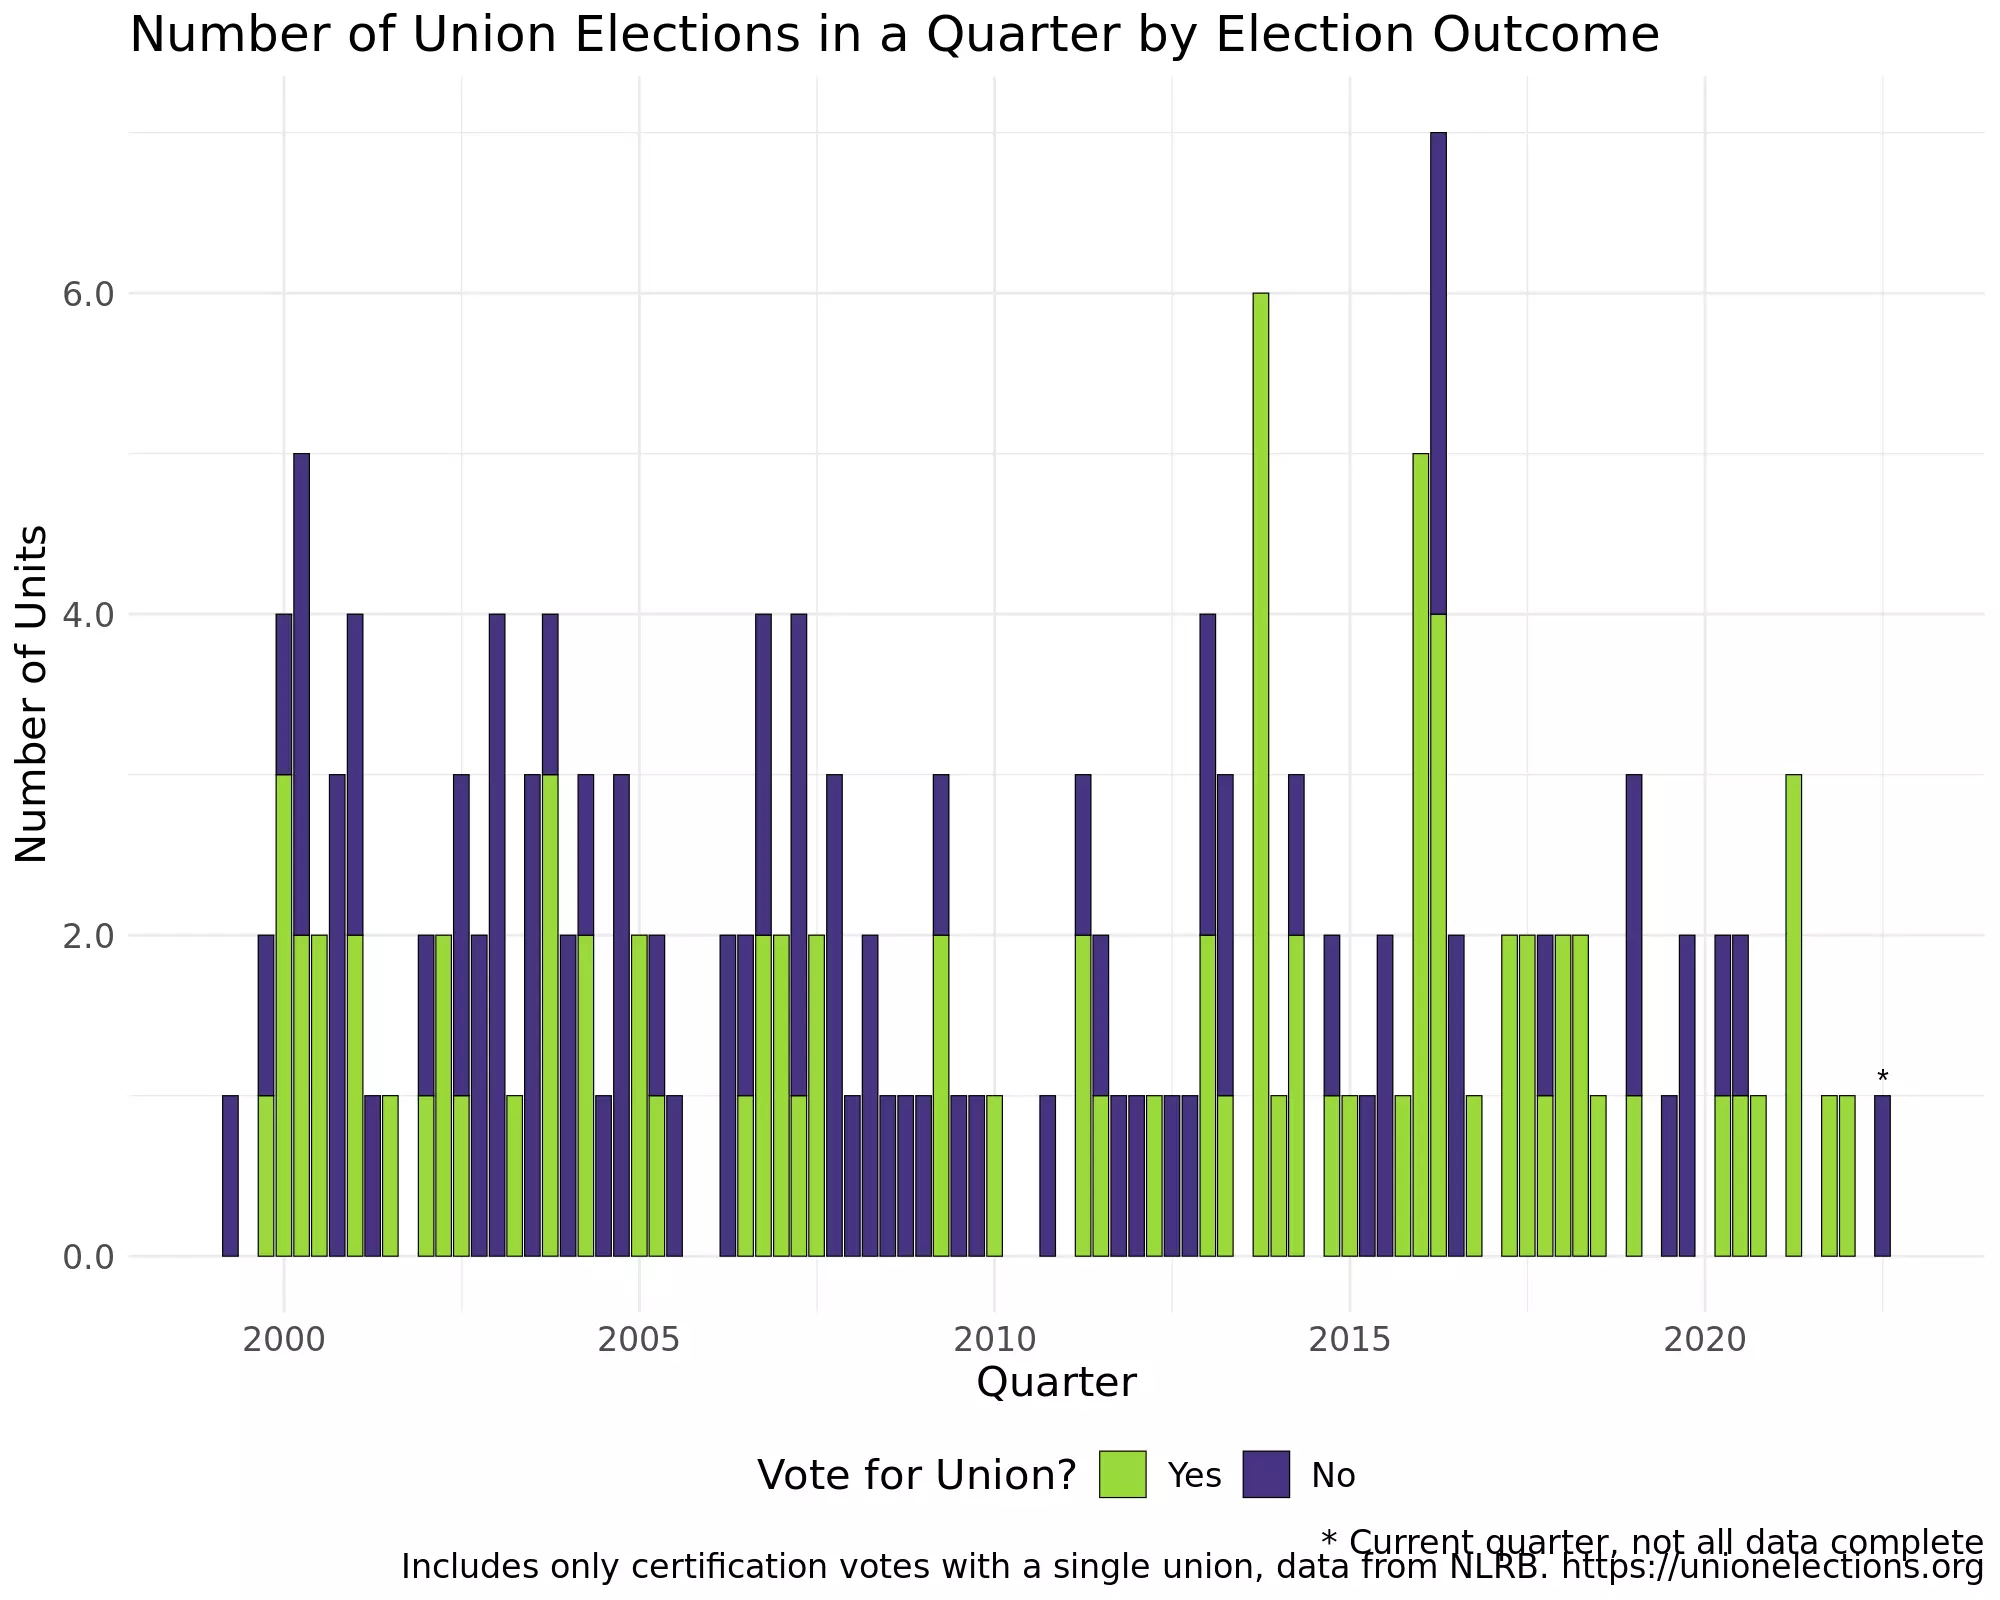 Number of Union Elections in a Quarter by Election Outcome
Number of Units
6.0
4.0
2.0
0.0
*
2000 2005 2010 2015 2020
Quarter
Vote for Union? Yes No
* Current quarter, not all data complete
Includes only certification votes with a single union, data from NLRB. https://unionelections.org